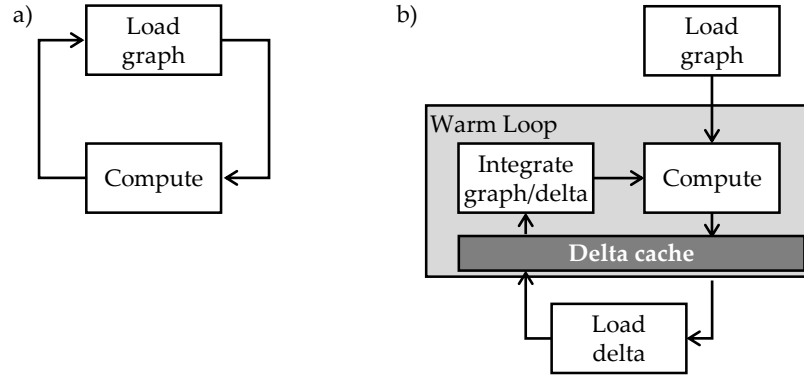 a)
Load
graph
Compute
b)
Load
graph
Warm Loop
Integrate
graph/delta
Compute
Delta cache
Load
delta